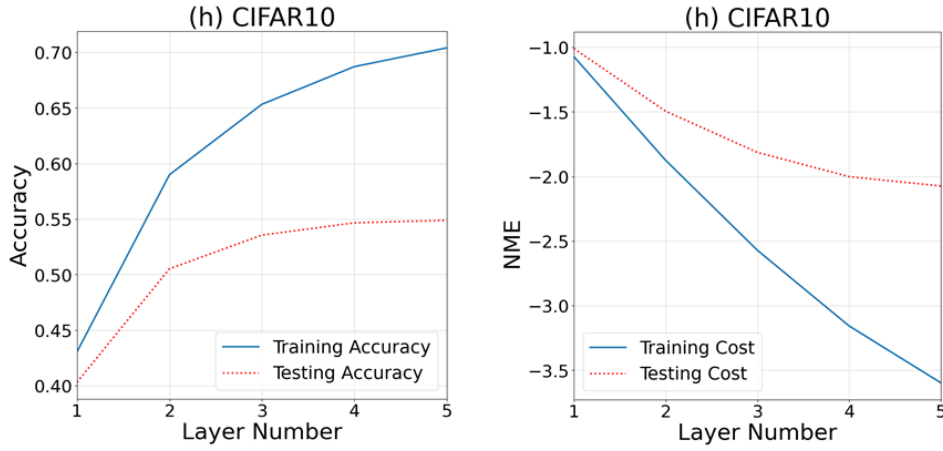 (h) CIFAR10
Accuracy
0.70
0.65
0.60
0.55
0.50
0.45
0.40
Training Accuracy
Testing Accuracy
1 2 3 4 5
Layer Number
(h) CIFAR10
NME
−1.0
−1.5
−2.0
−2.5
−3.0
−3.5
Training Cost
Testing Cost
1 2 3 4 5
Layer Number